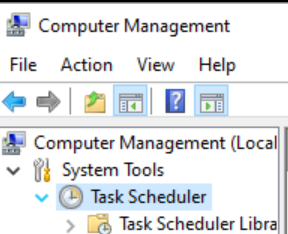 Computer Management
File Action View Help
Computer Management (Local
System Tools
Task Scheduler
Task Scheduler Libra